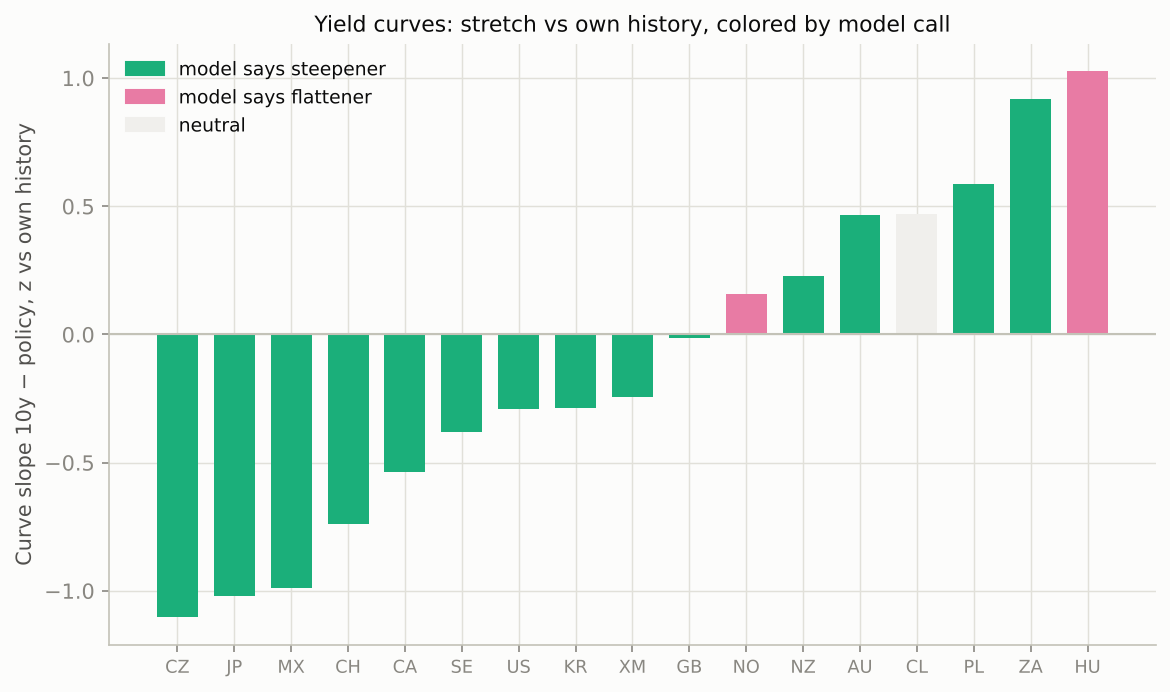 Yield curves: stretch vs own history, colored by model call
model says steepener
model says flattener
neutral
Curve slope 10y − policy, z vs own history
1.0
0.5
0.0
−0.5
−1.0
CZ JP MX CH CA SE US KR XM GB NO NZ AU CL PL ZA HU